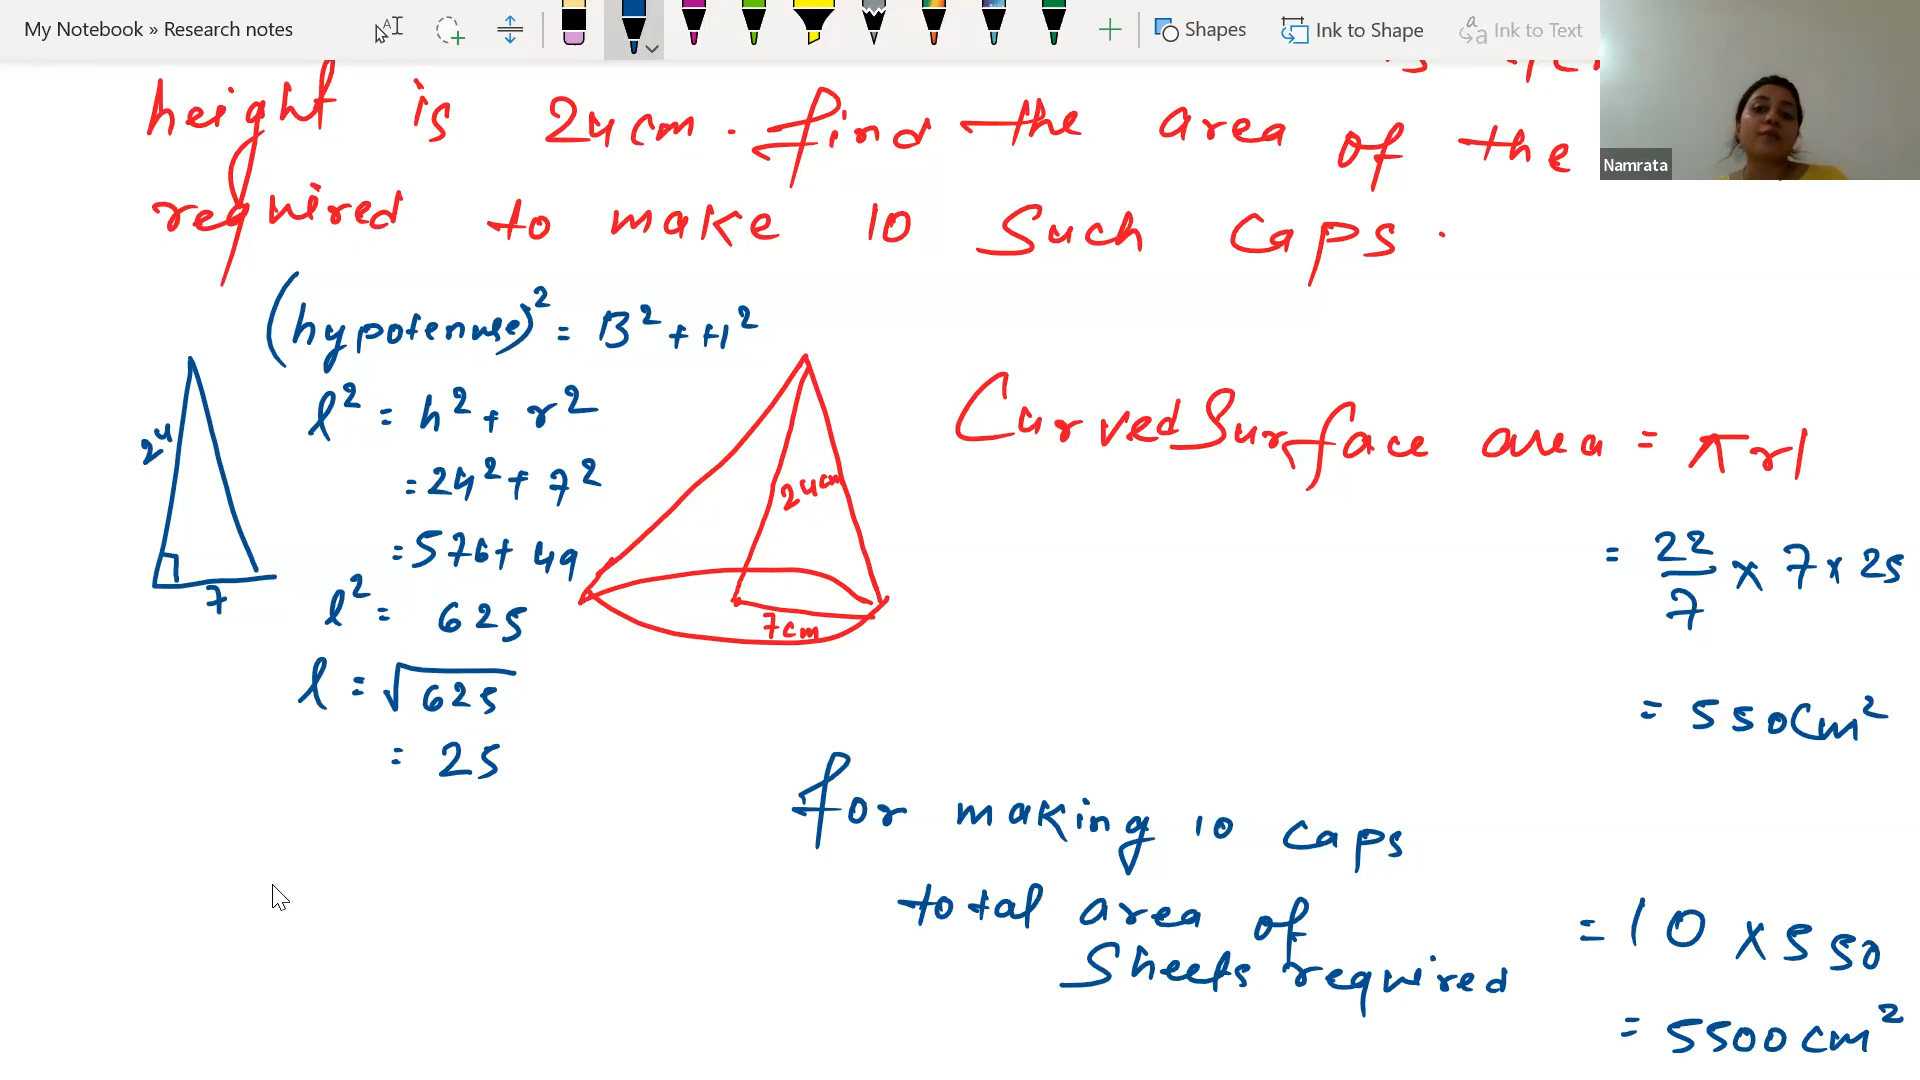 My Notebook » Research notes
Shapes
Ink to Shape
Ink to Text
Namrata
is
height is 24cm. find the area of the
required to make 10 such caps.
(hypotenuse)² = B² + H²
l² = h² + r²
= 24² + 7²
= 576 + 49
l² = 625
l = √625
= 25
24
7
24cm
7cm
Curved Surface area = πrl
= 22/7 × 7 × 25
= 550cm²
for making 10 caps
total area of
Sheets required
= 10 × 550
= 5500 cm²